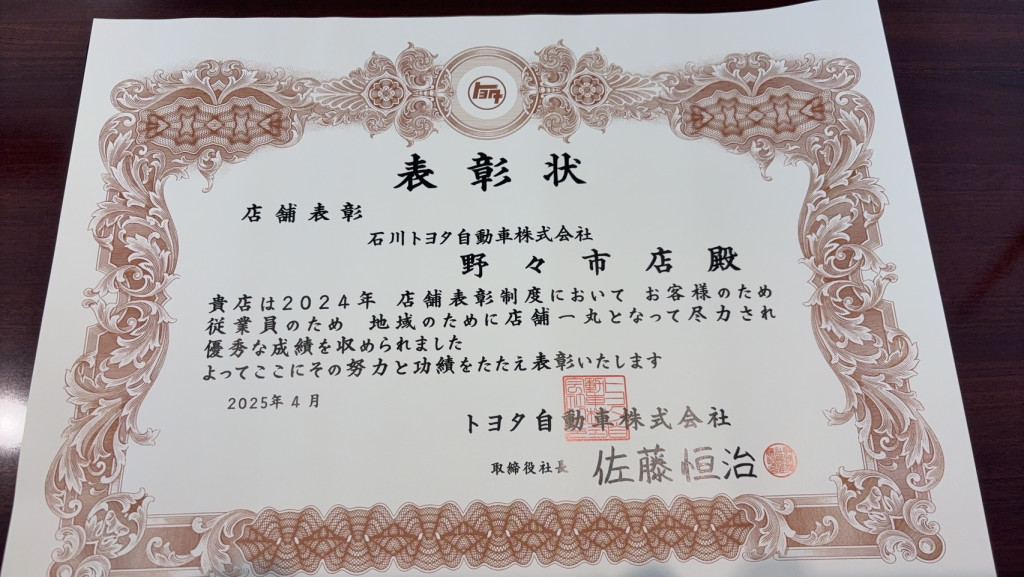 トヨタ
表彰状
店舗表彰
石川トヨタ自動車株式会社
野々市店殿
貴店は2024年 店舗表彰制度において お客様のため
従業員のため 地域のために店舗一丸となって尽力され
優秀な成績を収められました
よってここにその努力と功績をたたえ表彰いたします
2025年4月
トヨタ自動車株式会社
取締役社長 佐藤恒治